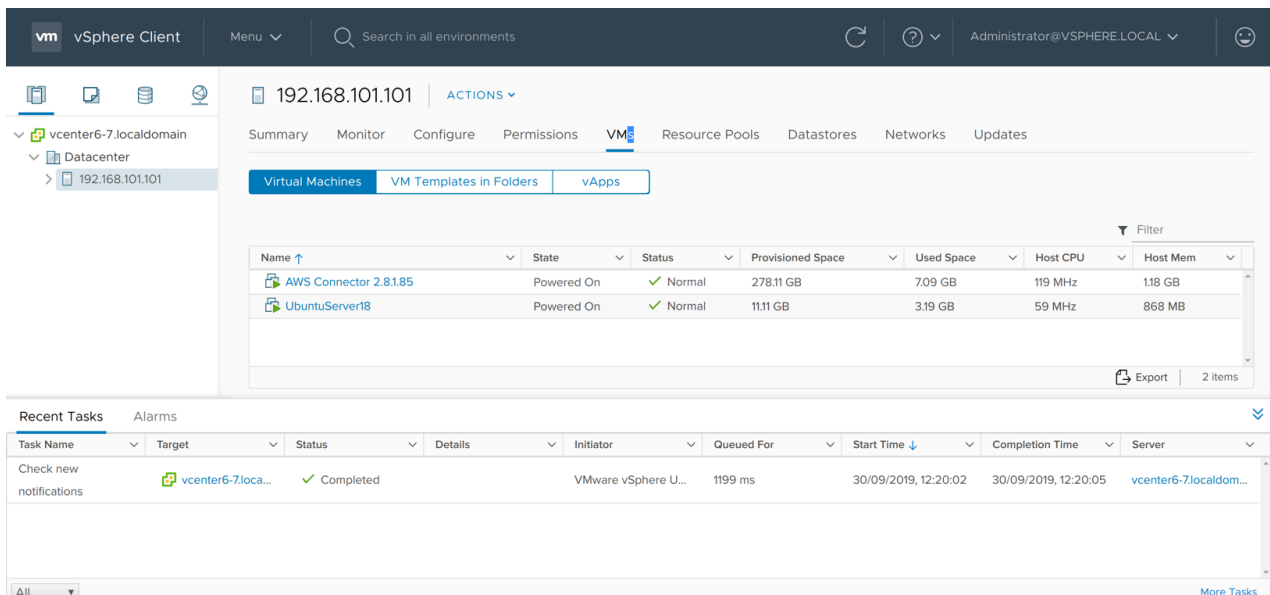 vm vSphere Client Menu Search in all environments Administrator@VSPHERE.LOCAL
192.168.101.101 ACTIONS
vcenter6-7.localdomain
Datacenter
192.168.101.101
Summary Monitor Configure Permissions VMs Resource Pools Datastores Networks Updates
Virtual Machines VM Templates in Folders vApps
Filter
Name State Status Provisioned Space Used Space Host CPU Host Mem
AWS Connector 2.8.1.85 Powered On Normal 278.11 GB 7.09 GB 119 MHz 1.18 GB
UbuntuServer18 Powered On Normal 11.11 GB 3.19 GB 59 MHz 868 MB
Export 2 items
Recent Tasks Alarms
Task Name Target Status Details Initiator Queued For Start Time Completion Time Server
Check new
notifications vcenter6-7.loca... Completed VMware vSphere U... 1199 ms 30/09/2019, 12:20:02 30/09/2019, 12:20:05 vcenter6-7.localdom...
All More Tasks